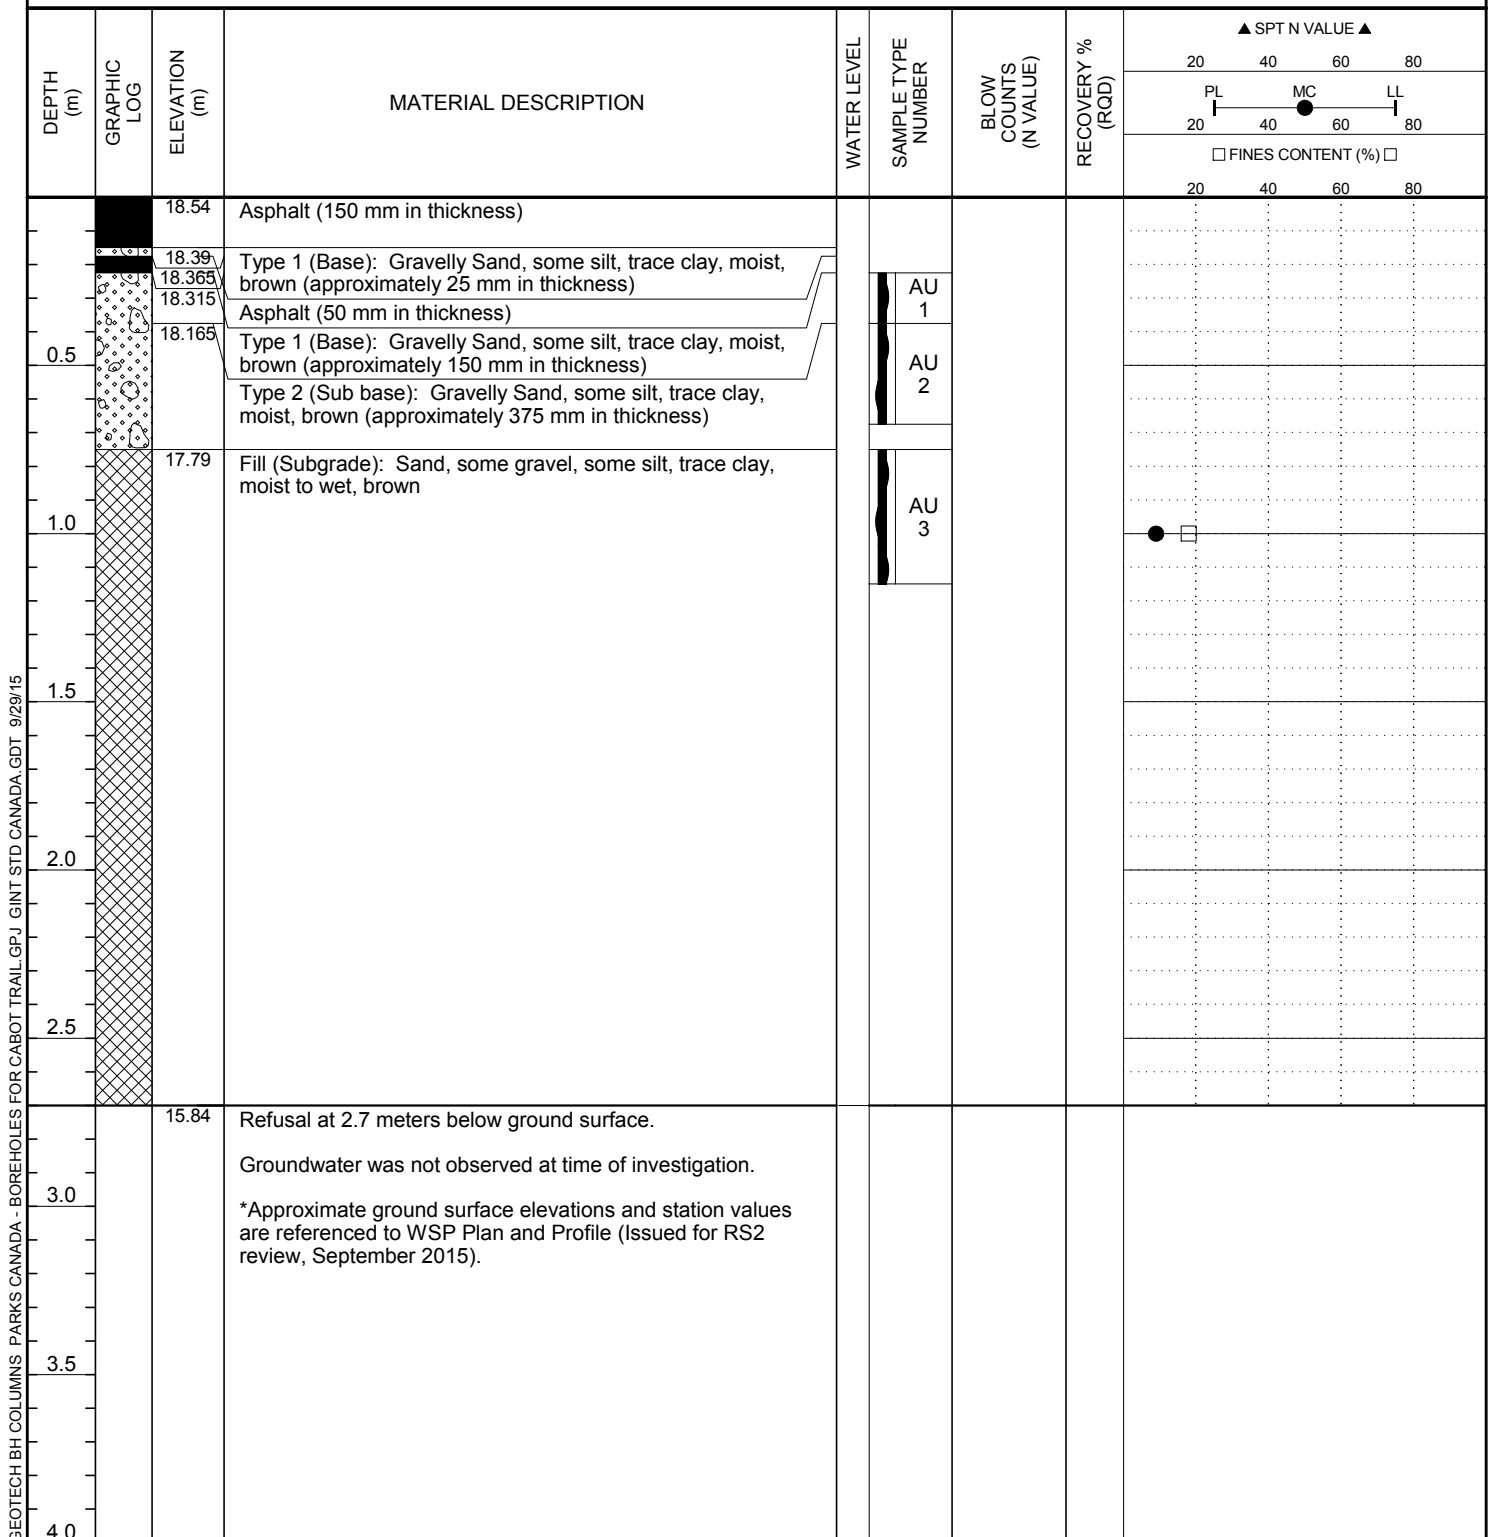 DEPTH
(m)
GRAPHIC
LOG
ELEVATION
(m)
MATERIAL DESCRIPTION
WATER LEVEL
SAMPLE TYPE
NUMBER
BLOW
COUNTS
(N VALUE)
RECOVERY %
(RQD)
▲ SPT N VALUE ▲
20 40 60 80
PL MC LL
20 40 60 80
□ FINES CONTENT (%) □
20 40 60 80
18.54 Asphalt (150 mm in thickness)
18.39 Type 1 (Base): Gravelly Sand, some silt, trace clay, moist,
18.365 brown (approximately 25 mm in thickness)
18.315 Asphalt (50 mm in thickness)
AU
1
18.165 Type 1 (Base): Gravelly Sand, some silt, trace clay, moist,
0.5 brown (approximately 150 mm in thickness)
AU
2
Type 2 (Sub base): Gravelly Sand, some silt, trace clay,
moist, brown (approximately 375 mm in thickness)
17.79 Fill (Subgrade): Sand, some gravel, some silt, trace clay,
moist to wet, brown
AU
3
1.0
1.5
2.0
2.5
15.84 Refusal at 2.7 meters below ground surface.
Groundwater was not observed at time of investigation.
3.0
*Approximate ground surface elevations and station values
are referenced to WSP Plan and Profile (Issued for RS2
review, September 2015).
3.5
4.0
GEOTECH BH COLUMNS PARKS CANADA - BOREHOLES FOR CABOT TRAIL.GPJ GINT STD CANADA.GDT 9/29/15